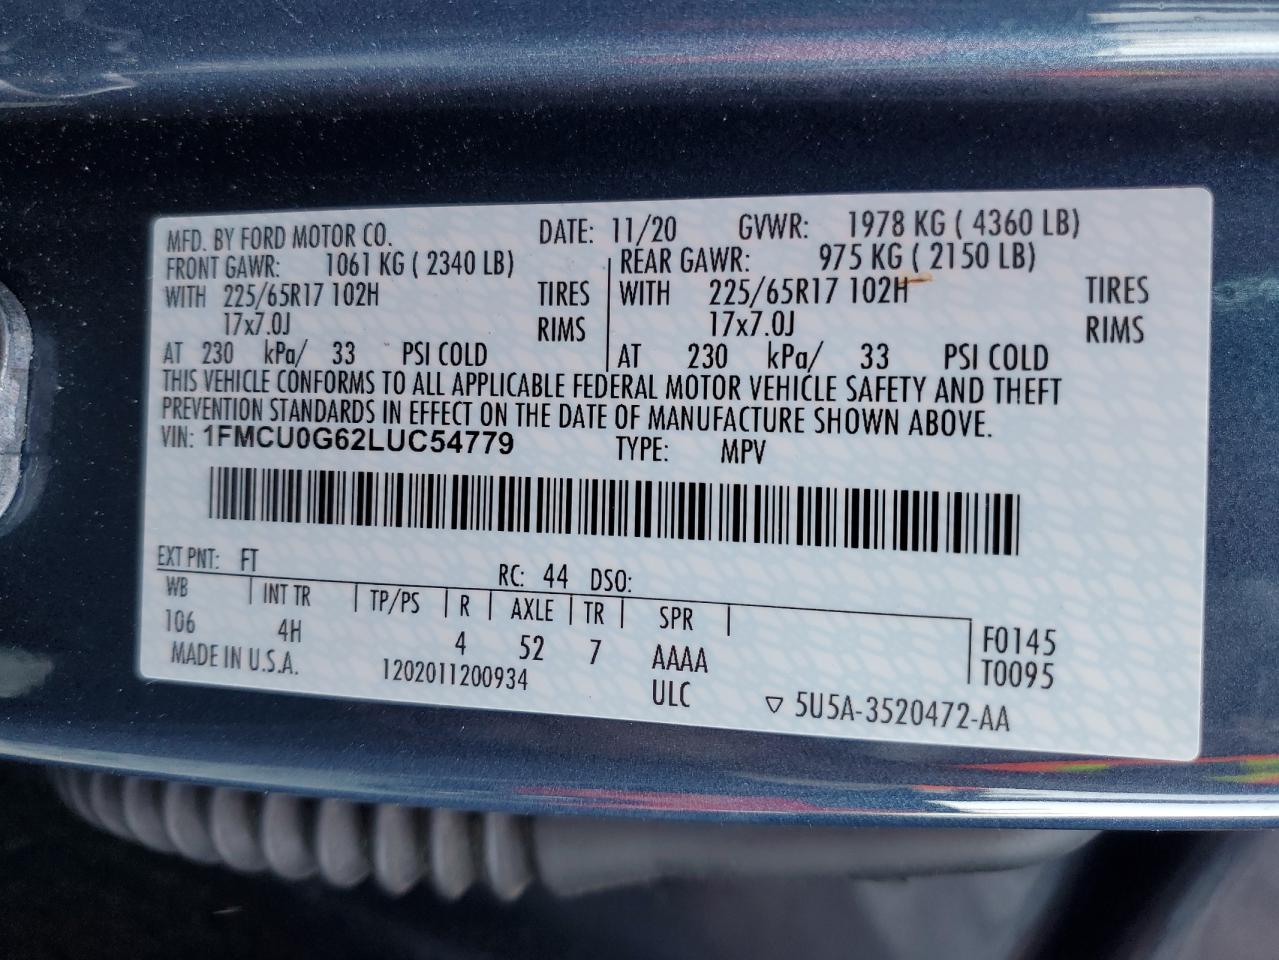 MFD. BY FORD MOTOR CO. DATE: 11/20 GVWR: 1978 KG ( 4360 LB)
FRONT GAWR: 1061 KG ( 2340 LB) REAR GAWR: 975 KG ( 2150 LB)
WITH 225/65R17 102H TIRES WITH 225/65R17 102H TIRES
17x7.0J RIMS 17x7.0J RIMS
AT 230 kPa/ 33 PSI COLD AT 230 kPa/ 33 PSI COLD
THIS VEHICLE CONFORMS TO ALL APPLICABLE FEDERAL MOTOR VEHICLE SAFETY AND THEFT
PREVENTION STANDARDS IN EFFECT ON THE DATE OF MANUFACTURE SHOWN ABOVE.
VIN: 1FMCU0G62LUC54779 TYPE: MPV
EXT PNT: FT RC: 44 DSO:
WB INT TR TP/PS R AXLE TR SPR
106 4H 4 52 7 AAAA F0145
MADE IN U.S.A. 1202011200934 ULC T0095
▽ 5U5A-3520472-AA